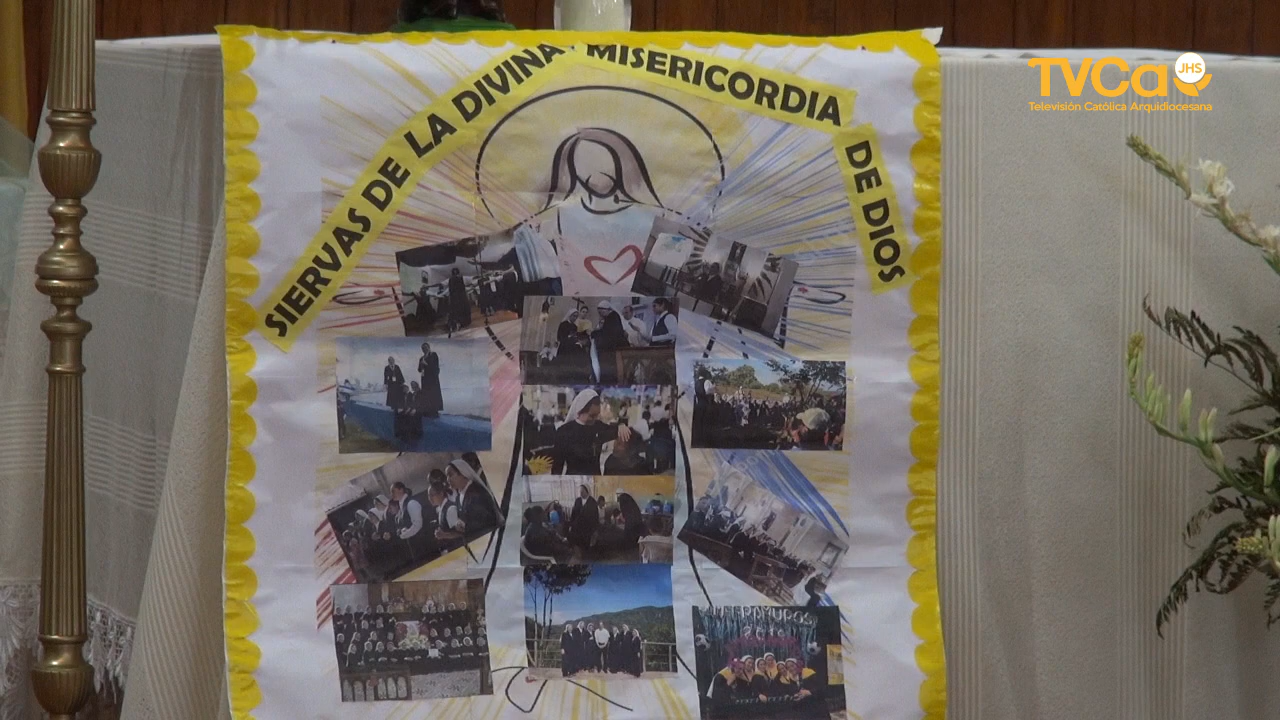 SIERVAS DE LA DIVINA MISERICORDIA DE DIOS
TVCa JHS
Televisión Católica Arquidiocesana